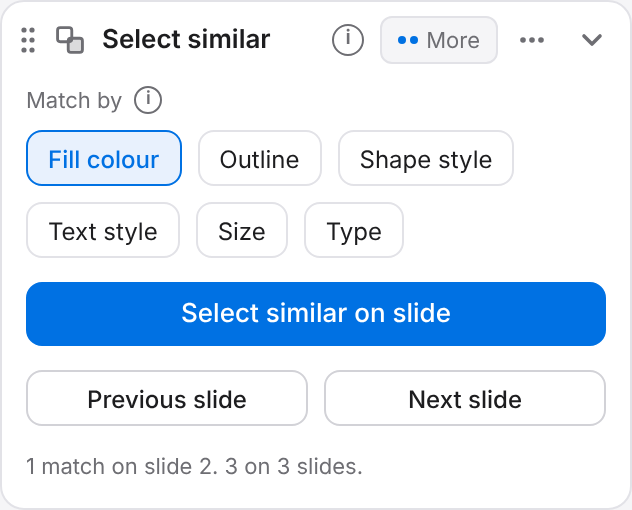 Select similar
More
Match by
Fill colour
Outline
Shape style
Text style
Size
Type
Select similar on slide
Previous slide
Next slide
1 match on slide 2. 3 on 3 slides.